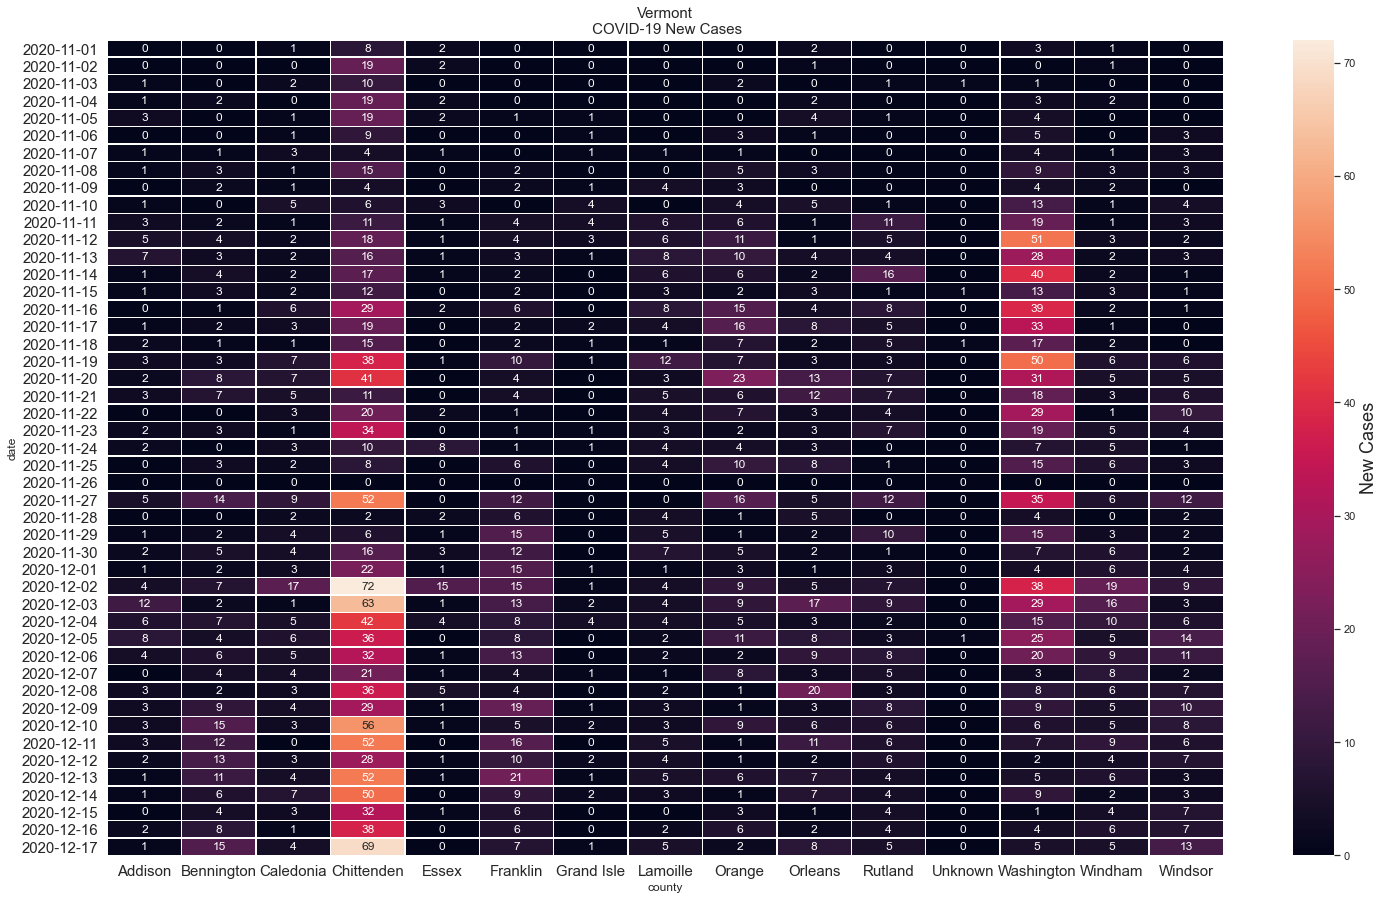 Vermont
COVID-19 New Cases
2020-11-01 0 0 1 8 2 0 0 0 0 2 0 0 3 1 0
2020-11-02 0 0 0 19 2 0 0 0 0 1 0 0 0 1 0
2020-11-03 1 0 2 10 0 0 0 0 2 0 1 1 1 0 0
2020-11-04 1 2 0 19 2 0 0 0 0 2 0 0 3 2 0
2020-11-05 3 0 1 19 2 1 1 0 0 4 1 0 4 0 0
2020-11-06 0 0 1 9 0 0 1 0 3 1 0 0 5 0 3
2020-11-07 1 1 3 4 1 0 1 1 1 0 0 0 4 1 3
2020-11-08 1 3 1 15 0 2 0 0 5 3 0 0 9 3 3
2020-11-09 0 2 1 4 0 2 1 4 3 0 0 0 4 2 0
2020-11-10 1 0 5 6 3 0 4 0 4 5 1 0 13 1 4
2020-11-11 3 2 1 11 1 4 4 6 6 1 11 0 19 1 3
2020-11-12 5 4 2 18 1 4 3 6 11 1 5 0 51 3 2
2020-11-13 7 3 2 16 1 3 1 8 10 4 4 0 28 2 3
2020-11-14 1 4 2 17 1 2 0 6 6 2 16 0 40 2 1
2020-11-15 1 3 2 12 0 2 0 3 2 3 1 1 13 3 1
2020-11-16 0 1 6 29 2 6 0 8 15 4 8 0 39 2 1
2020-11-17 1 2 3 19 0 2 2 4 16 8 5 0 33 1 0
2020-11-18 2 1 1 15 0 2 1 1 7 2 5 1 17 2 0
2020-11-19 3 3 7 38 1 10 1 12 7 3 3 0 50 6 6
2020-11-20 2 8 7 41 0 4 0 3 23 13 7 0 31 5 5
2020-11-21 3 7 5 11 0 4 0 5 6 12 7 0 18 3 6
2020-11-22 0 0 3 20 2 1 0 4 7 3 4 0 29 1 10
2020-11-23 2 3 1 34 0 1 1 3 2 3 7 0 19 5 4
2020-11-24 2 0 3 10 8 1 1 4 4 3 0 0 7 5 1
2020-11-25 0 3 2 8 0 6 0 4 10 8 1 0 15 6 3
2020-11-26 0 0 0 0 0 0 0 0 0 0 0 0 0 0 0
2020-11-27 5 14 9 52 0 12 0 0 16 5 12 0 35 6 12
2020-11-28 0 0 2 2 2 6 0 4 1 5 0 0 4 0 2
2020-11-29 1 2 4 6 1 15 0 5 1 2 10 0 15 3 2
2020-11-30 2 5 4 16 3 12 0 7 5 2 1 0 7 6 2
2020-12-01 1 2 3 22 1 15 1 1 3 1 3 0 4 6 4
2020-12-02 4 7 17 72 15 15 1 4 9 5 7 0 38 19 9
2020-12-03 12 2 1 63 1 13 2 4 9 17 9 0 29 16 3
2020-12-04 6 7 5 42 4 8 4 4 5 3 2 0 15 10 6
2020-12-05 8 4 6 36 0 8 0 2 11 8 3 1 25 5 14
2020-12-06 4 6 5 32 1 13 0 2 2 9 8 0 20 9 11
2020-12-07 0 4 4 21 1 4 1 1 8 3 5 0 3 8 2
2020-12-08 3 2 3 36 5 4 0 2 1 20 3 0 8 6 7
2020-12-09 3 9 4 29 1 19 1 3 1 3 8 0 9 5 10
2020-12-10 3 15 3 56 1 5 2 3 9 6 6 0 6 5 8
2020-12-11 3 12 0 52 0 16 0 5 1 11 6 0 7 9 6
2020-12-12 2 13 3 28 1 10 2 4 1 2 6 0 2 4 7
2020-12-13 1 11 4 52 1 21 1 5 6 7 4 0 5 6 3
2020-12-14 1 6 7 50 0 9 2 3 1 7 4 0 9 2 3
2020-12-15 0 4 3 32 1 6 0 0 3 1 4 0 1 4 7
2020-12-16 2 8 1 38 0 6 0 2 6 2 4 0 4 6 7
2020-12-17 1 15 4 69 0 7 1 5 2 8 5 0 5 5 13
Addison Bennington Caledonia Chittenden Essex Franklin Grand Isle Lamoille Orange Orleans Rutland Unknown Washington Windham Windsor
county
date
70
60
50
40
30
20
10
0
New Cases